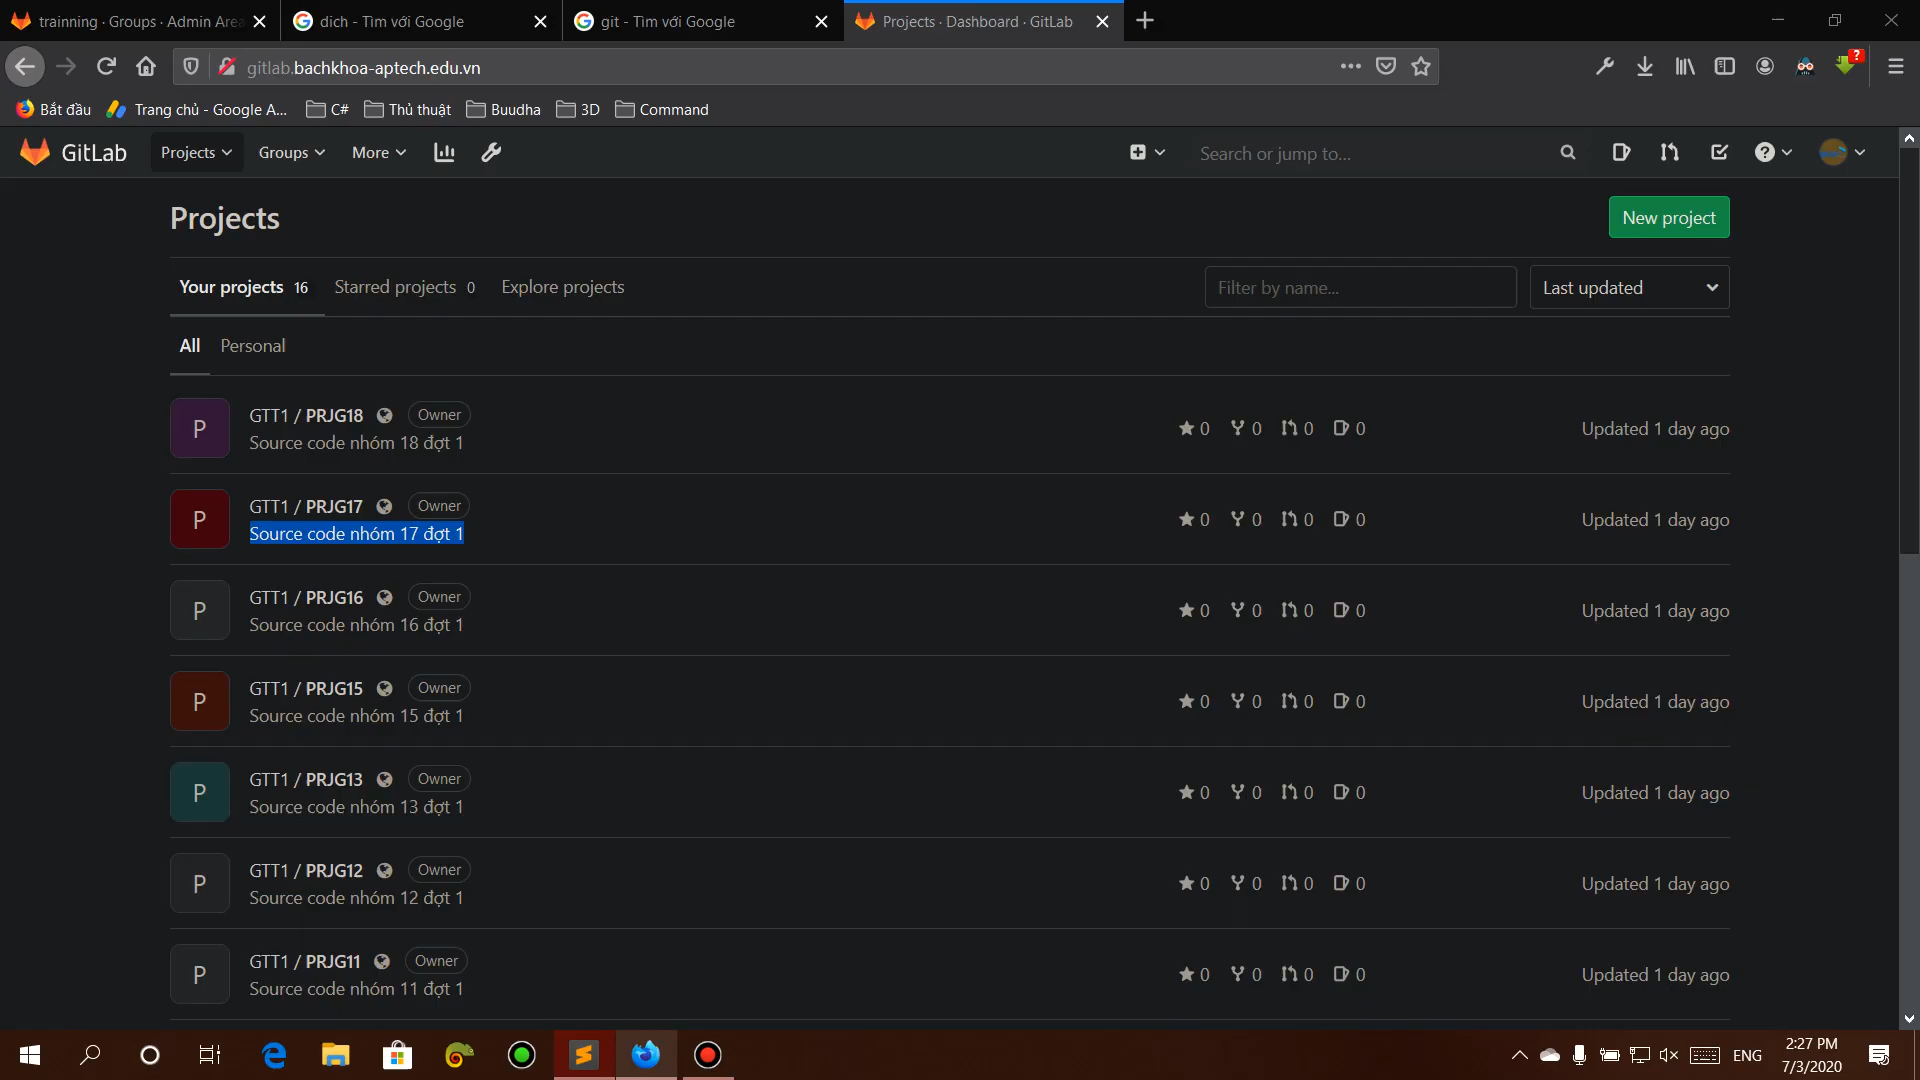 trainning · Groups · Admin Area
dich - Tìm với Google
git - Tìm với Google
Projects · Dashboard · GitLab
gitlab.bachkhoa-aptech.edu.vn
?
Bắt đầu
Trang chủ - Google A...
C#
Thủ thuật
Buudha
3D
Command
GitLab
Projects
Groups
More
Search or jump to...
Projects
New project
Your projects 16
Starred projects 0
Explore projects
Filter by name...
Last updated
All
Personal
P
GTT1 / PRJG18
Owner
Source code nhóm 18 đợt 1
0 0 0 0
Updated 1 day ago
P
GTT1 / PRJG17
Owner
Source code nhóm 17 đợt 1
0 0 0 0
Updated 1 day ago
P
GTT1 / PRJG16
Owner
Source code nhóm 16 đợt 1
0 0 0 0
Updated 1 day ago
P
GTT1 / PRJG15
Owner
Source code nhóm 15 đợt 1
0 0 0 0
Updated 1 day ago
P
GTT1 / PRJG13
Owner
Source code nhóm 13 đợt 1
0 0 0 0
Updated 1 day ago
P
GTT1 / PRJG12
Owner
Source code nhóm 12 đợt 1
0 0 0 0
Updated 1 day ago
P
GTT1 / PRJG11
Owner
Source code nhóm 11 đợt 1
0 0 0 0
Updated 1 day ago
ENG
2:27 PM
7/3/2020